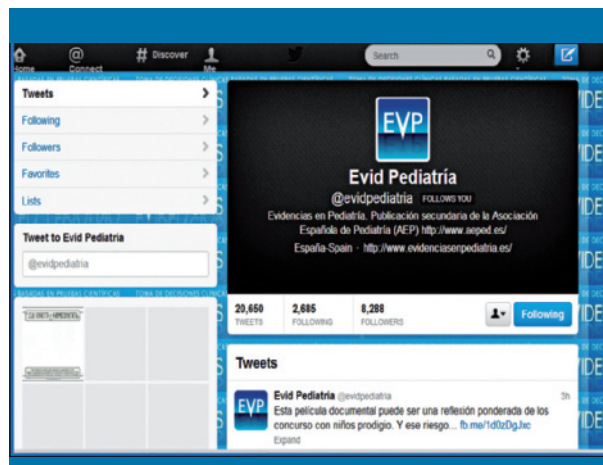 Home
@ Connect
# Discover
Me
Search
Tweets
Following
Followers
Favorites
Lists
Tweet to Evid Pediatría
@evidpediatria
EVP
Evid Pediatría
@evidpediatria FOLLOWS YOU
Evidencias en Pediatría. Publicación secundaria de la Asociación
Española de Pediatría (AEP) http://www.aeped.es/
España-Spain - http://www.evidenciasenpediatria.es/
20,650 2,685 8,288
TWEETS FOLLOWING FOLLOWERS
Following
Tweets
EVP
Evid Pediatria @evidpediatria 3h
Esta película documental puede ser una reflexión ponderada de los
concurso con niños prodigio. Y ese riesgo... fb.me/1d0zDgJxc
Expand